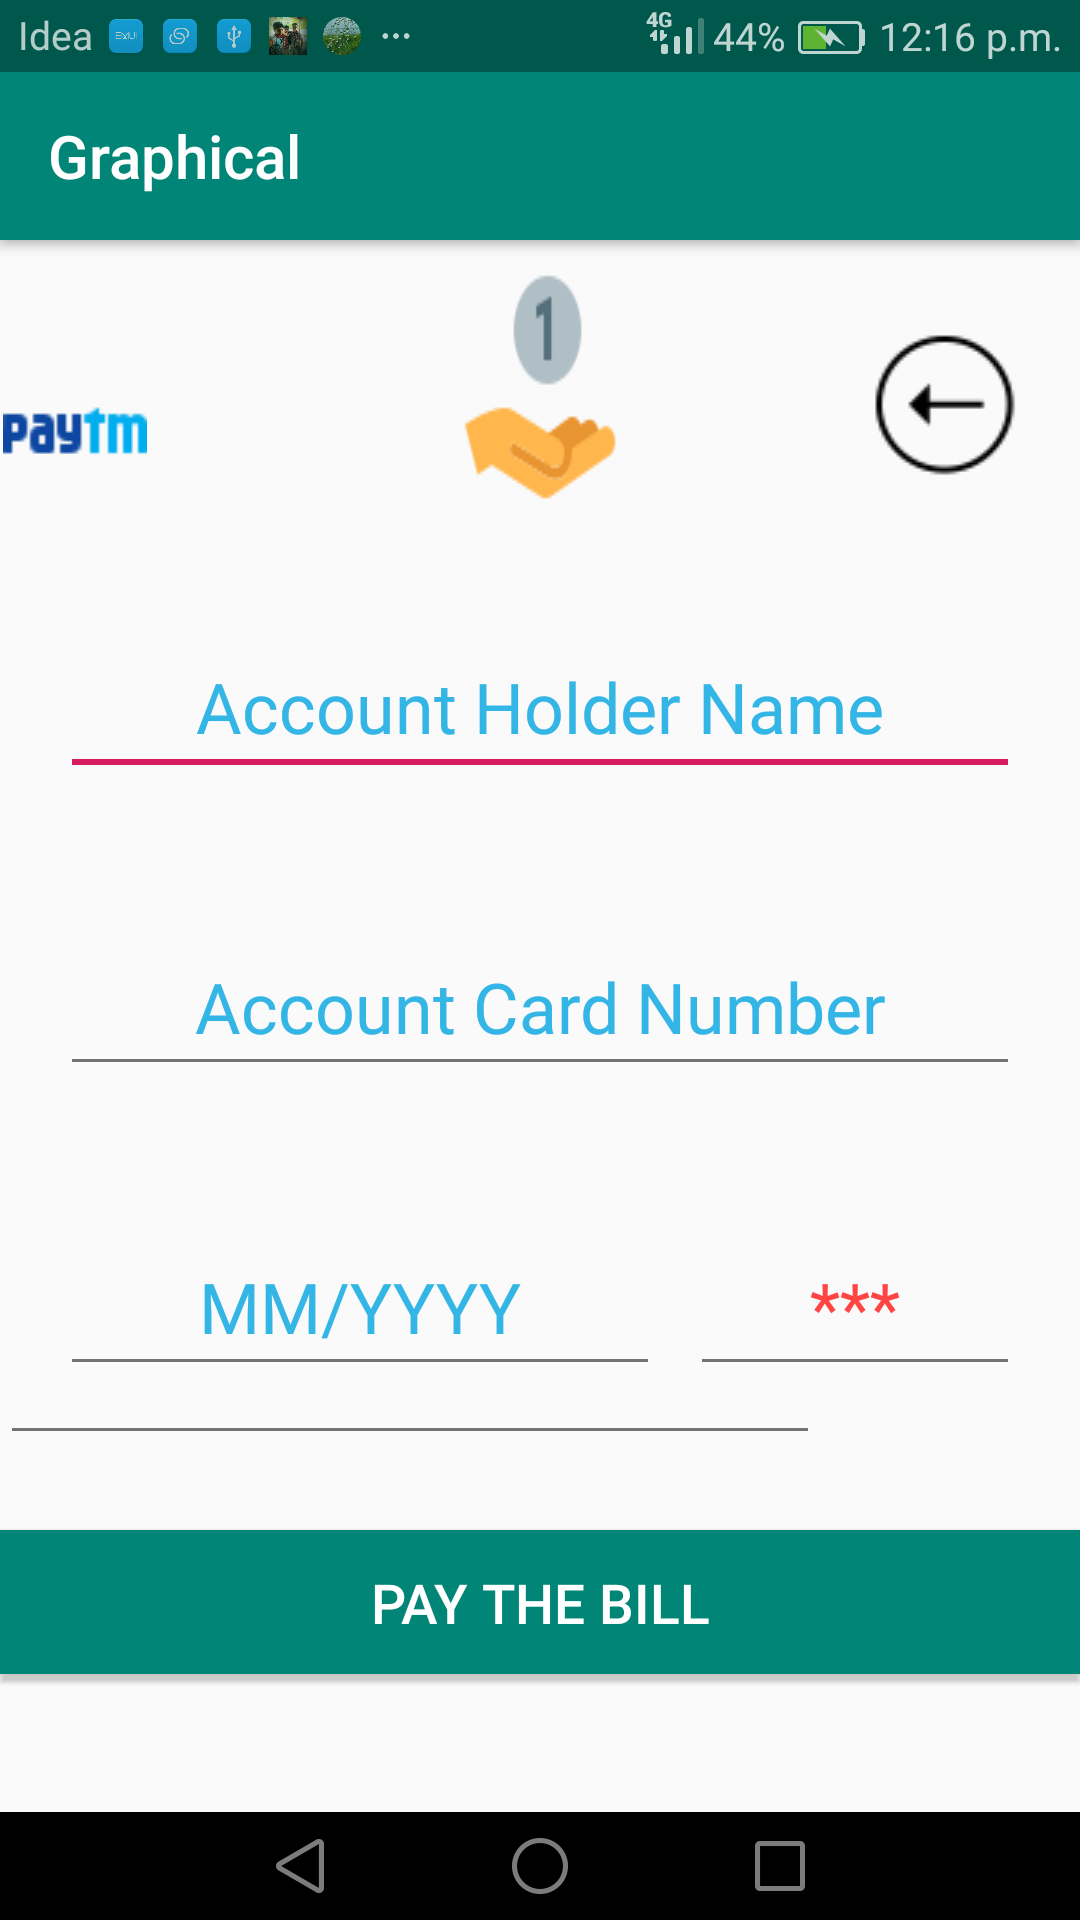 Idea 4G 44% 12:16 p.m.
Graphical
1
paytm
Account Holder Name
Account Card Number
MM/YYYY ***
PAY THE BILL